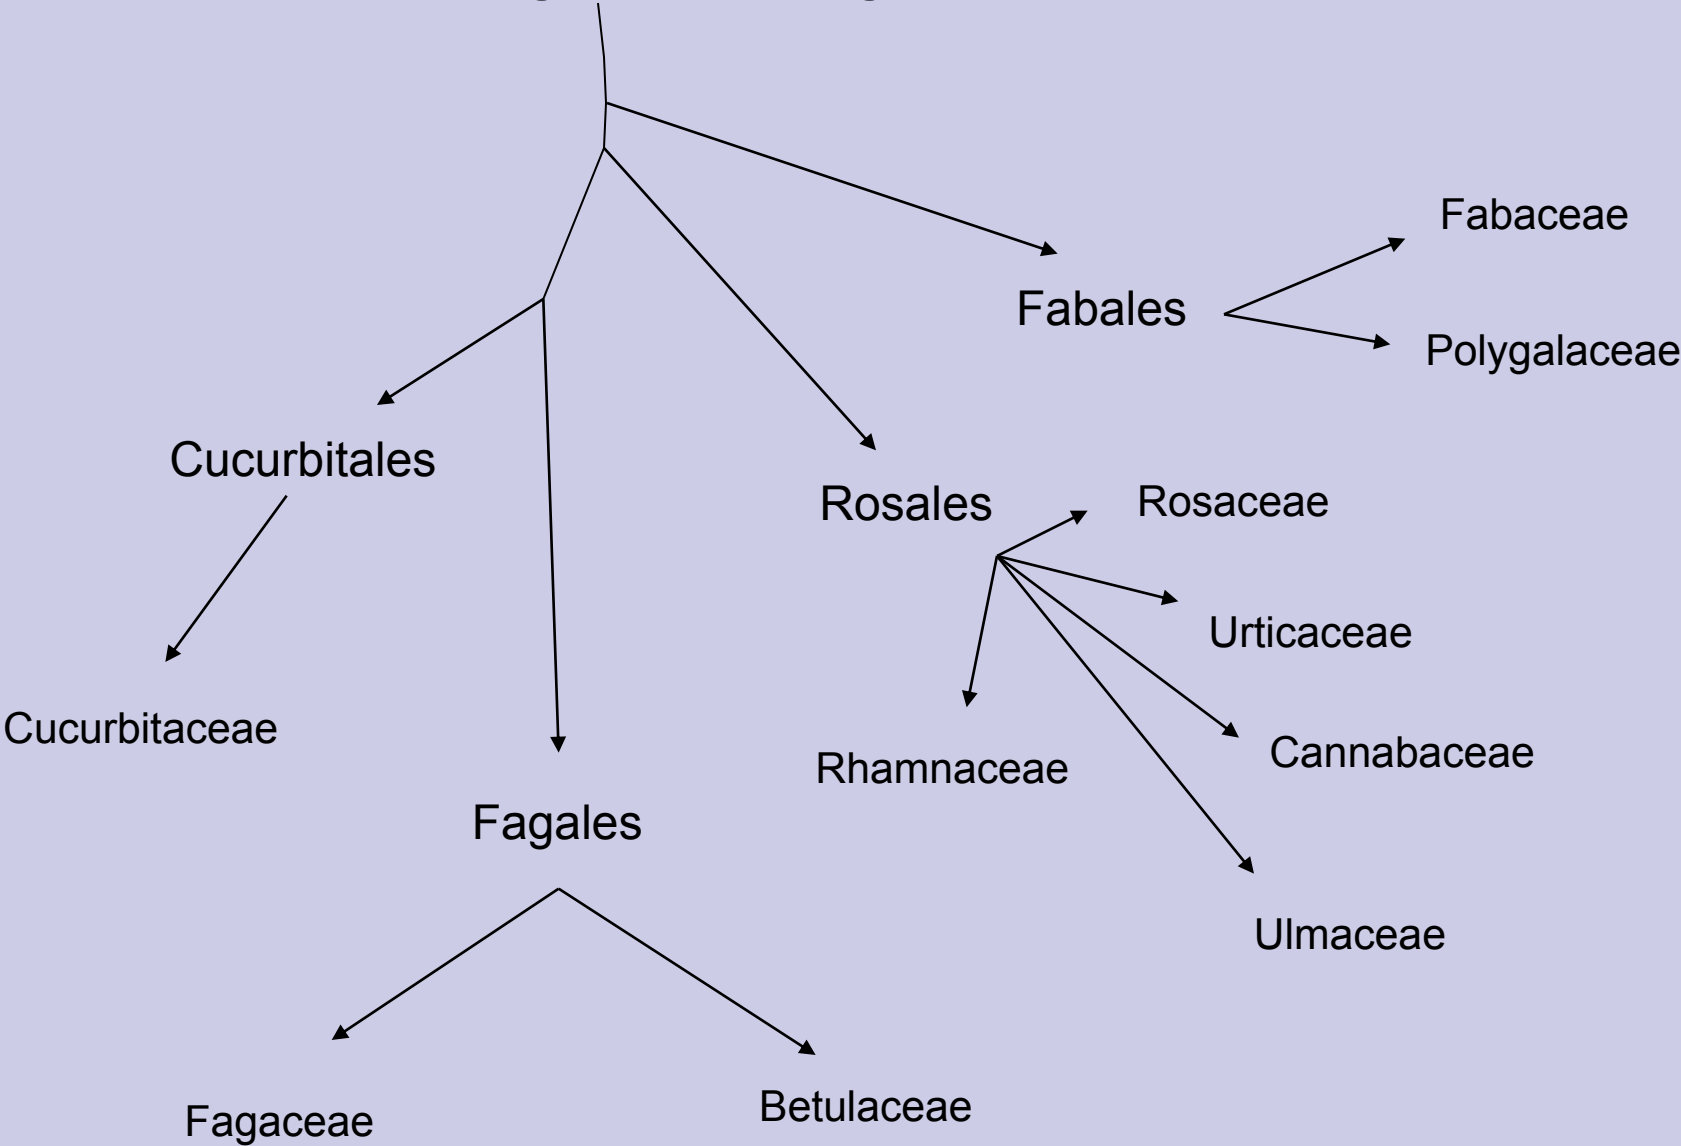 Fabaceae
Fabales
Polygalaceae
Cucurbitales
Rosales
Rosaceae
Urticaceae
Cucurbitaceae
Rhamnaceae
Cannabaceae
Fagales
Ulmaceae
Fagaceae
Betulaceae